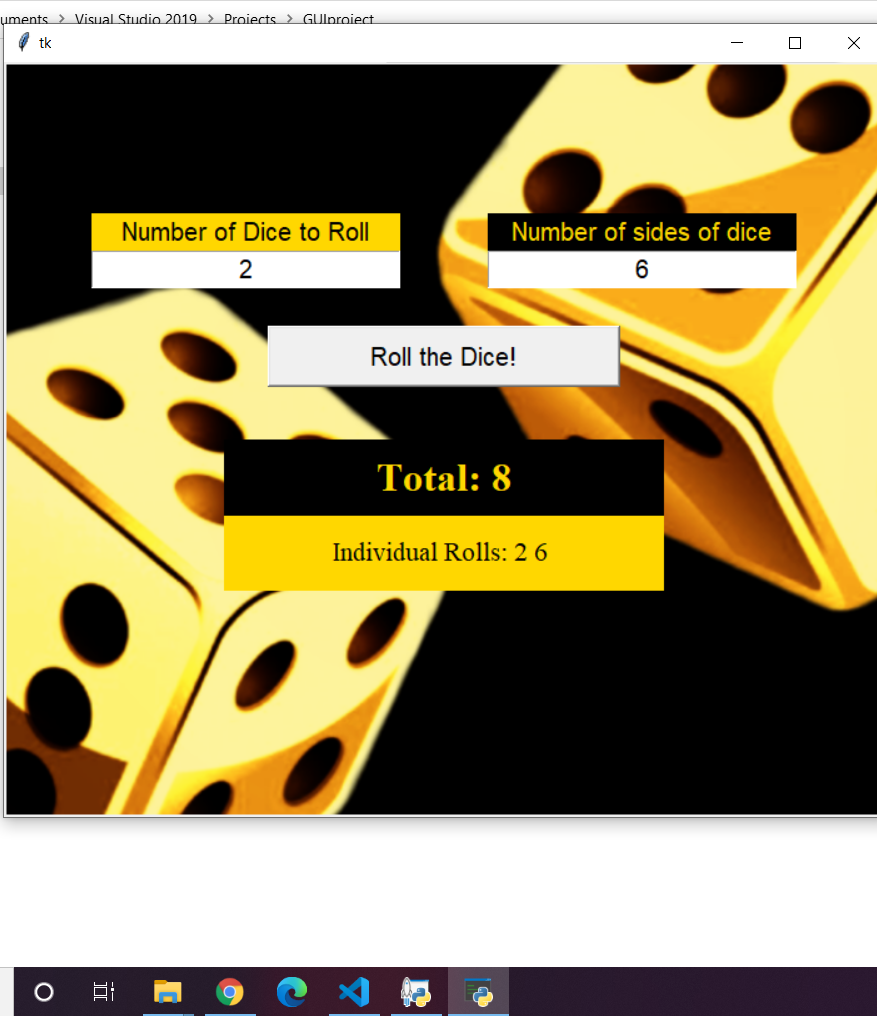 uments > Visual Studio 2019 > Projects > GUIproject
tk
Number of Dice to Roll
Number of sides of dice
2
6
Roll the Dice!
Total: 8
Individual Rolls: 2 6